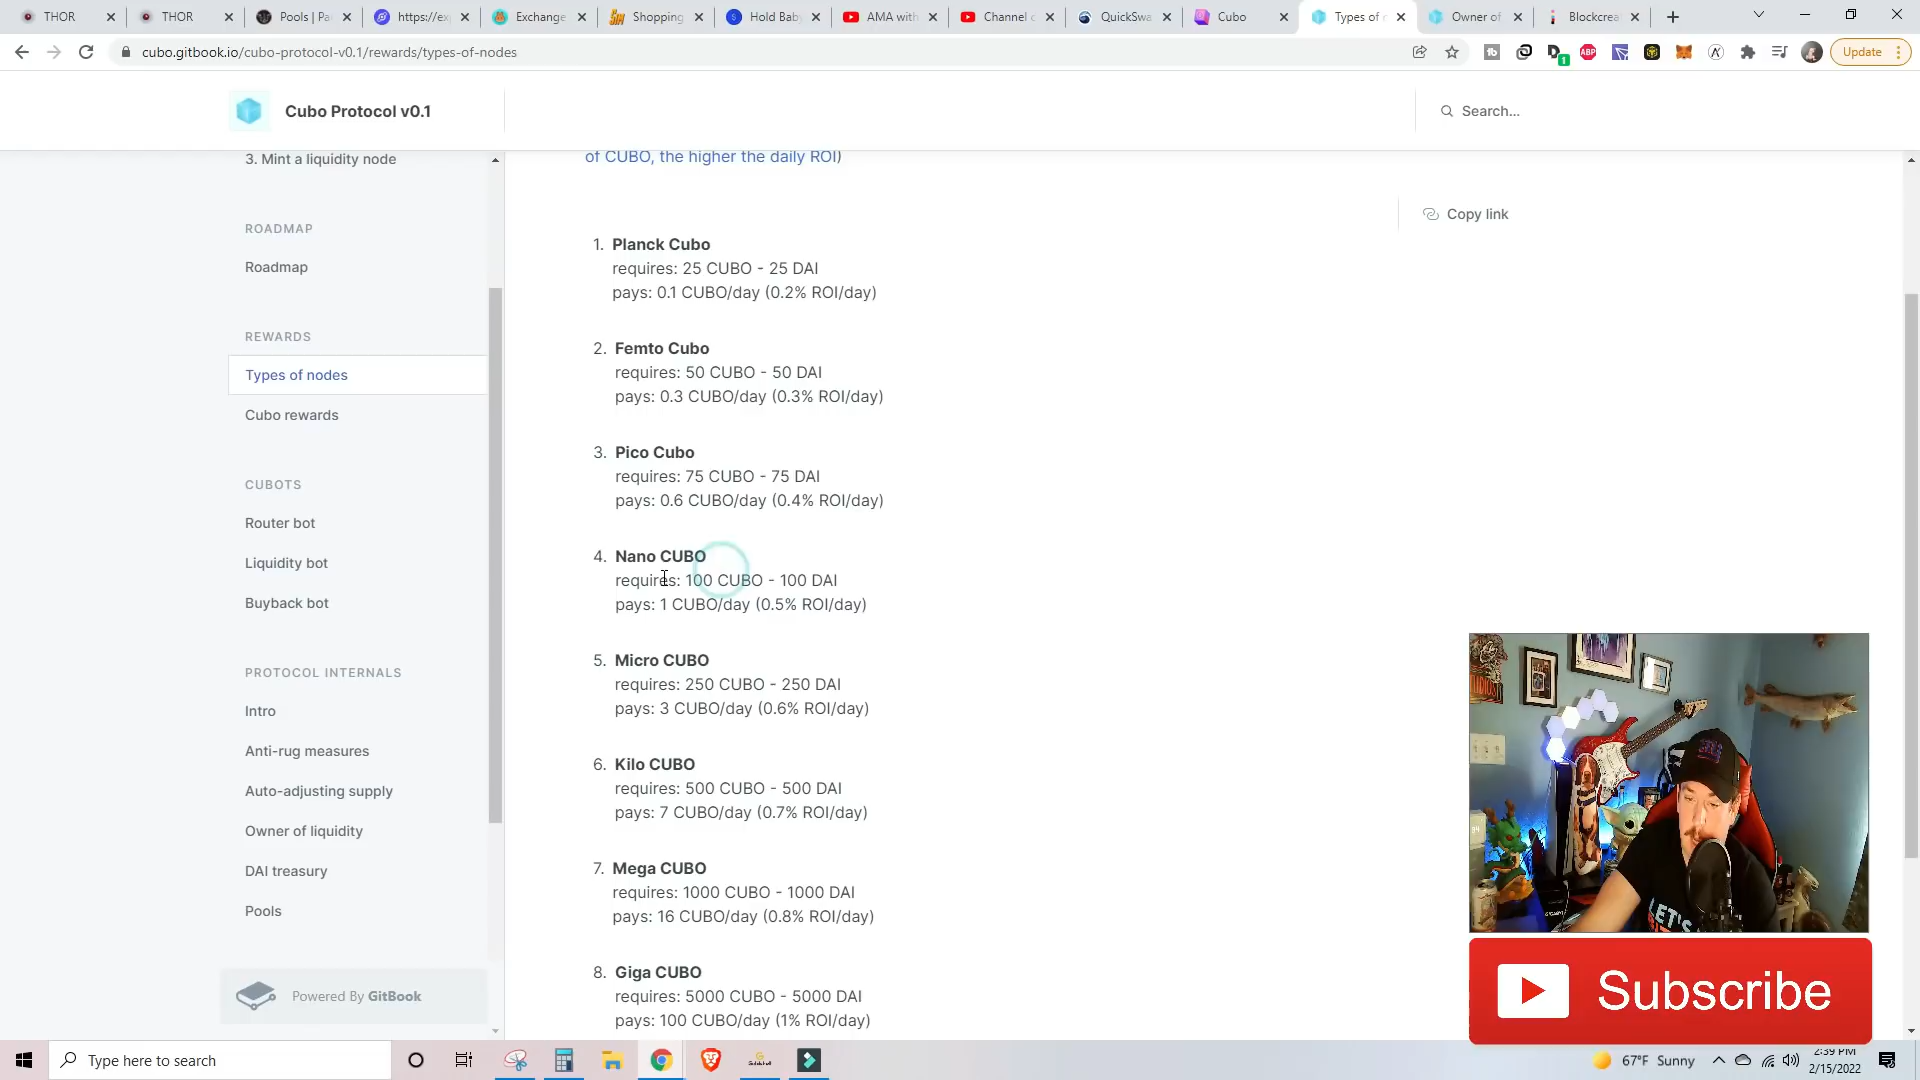 THOR
THOR
Pools | Pa
https://ex
Exchange
Shopping
Hold Bab
AMA with
Channel c
QuickSwa
Cubo
Types of n
Owner of
Blockcrea
cubo.gitbook.io/cubo-protocol-v0.1/rewards/types-of-nodes
ABP
1
Update
Cubo Protocol v0.1
Search...
3. Mint a liquidity node
ROADMAP
Roadmap
REWARDS
Types of nodes
Cubo rewards
CUBOTS
Router bot
Liquidity bot
Buyback bot
PROTOCOL INTERNALS
Intro
Anti-rug measures
Auto-adjusting supply
Owner of liquidity
DAI treasury
Pools
Powered By GitBook
of CUBO, the higher the daily ROI)
Copy link
1. Planck Cubo
requires: 25 CUBO - 25 DAI
pays: 0.1 CUBO/day (0.2% ROI/day)
2. Femto Cubo
requires: 50 CUBO - 50 DAI
pays: 0.3 CUBO/day (0.3% ROI/day)
3. Pico Cubo
requires: 75 CUBO - 75 DAI
pays: 0.6 CUBO/day (0.4% ROI/day)
4. Nano CUBO
requires: 100 CUBO - 100 DAI
pays: 1 CUBO/day (0.5% ROI/day)
5. Micro CUBO
requires: 250 CUBO - 250 DAI
pays: 3 CUBO/day (0.6% ROI/day)
6. Kilo CUBO
requires: 500 CUBO - 500 DAI
pays: 7 CUBO/day (0.7% ROI/day)
7. Mega CUBO
requires: 1000 CUBO - 1000 DAI
pays: 16 CUBO/day (0.8% ROI/day)
8. Giga CUBO
requires: 5000 CUBO - 5000 DAI
pays: 100 CUBO/day (1% ROI/day)
LET'S
Subscribe
Type here to search
67°F Sunny
2:39 PM
2/15/2022